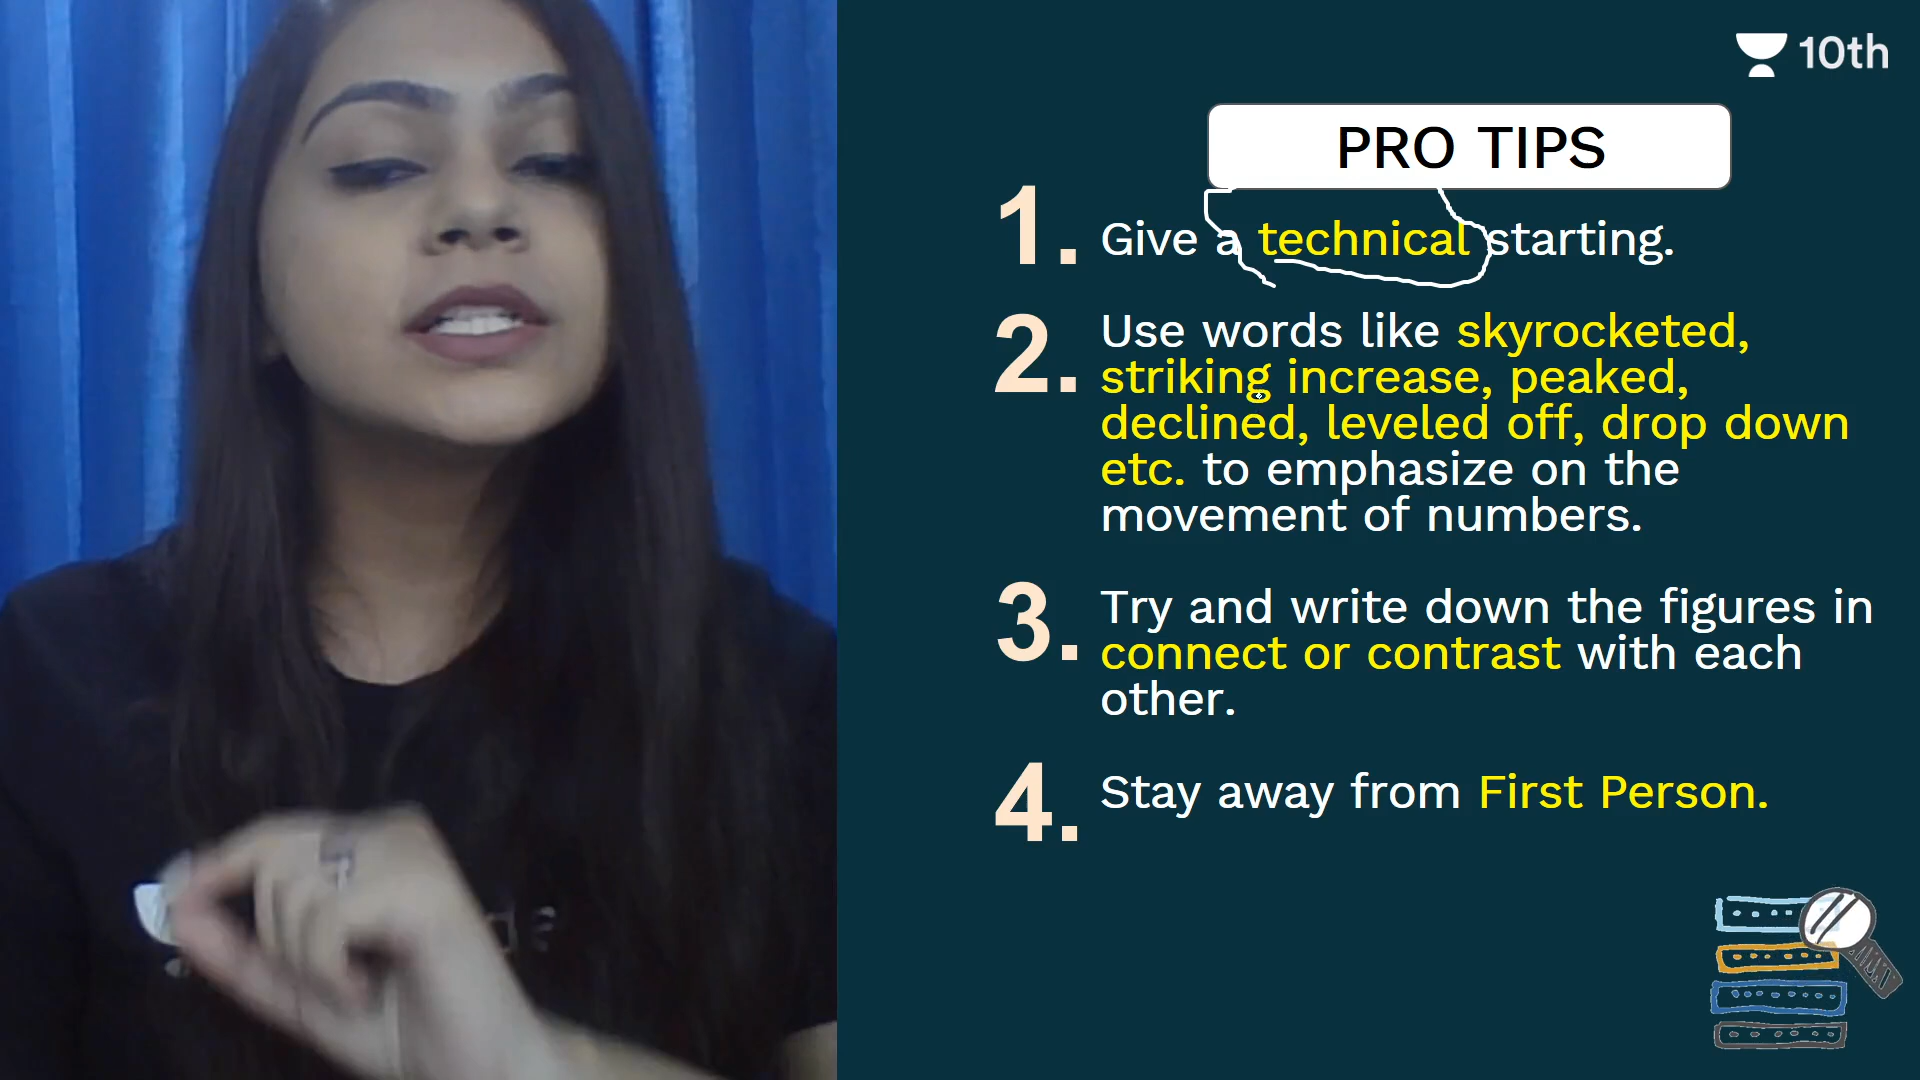 10th
PRO TIPS
1. Give a technical starting.
2. Use words like skyrocketed,
striking increase, peaked,
declined, leveled off, drop down
etc. to emphasize on the
movement of numbers.
3. Try and write down the figures in
connect or contrast with each
other.
4. Stay away from First Person.